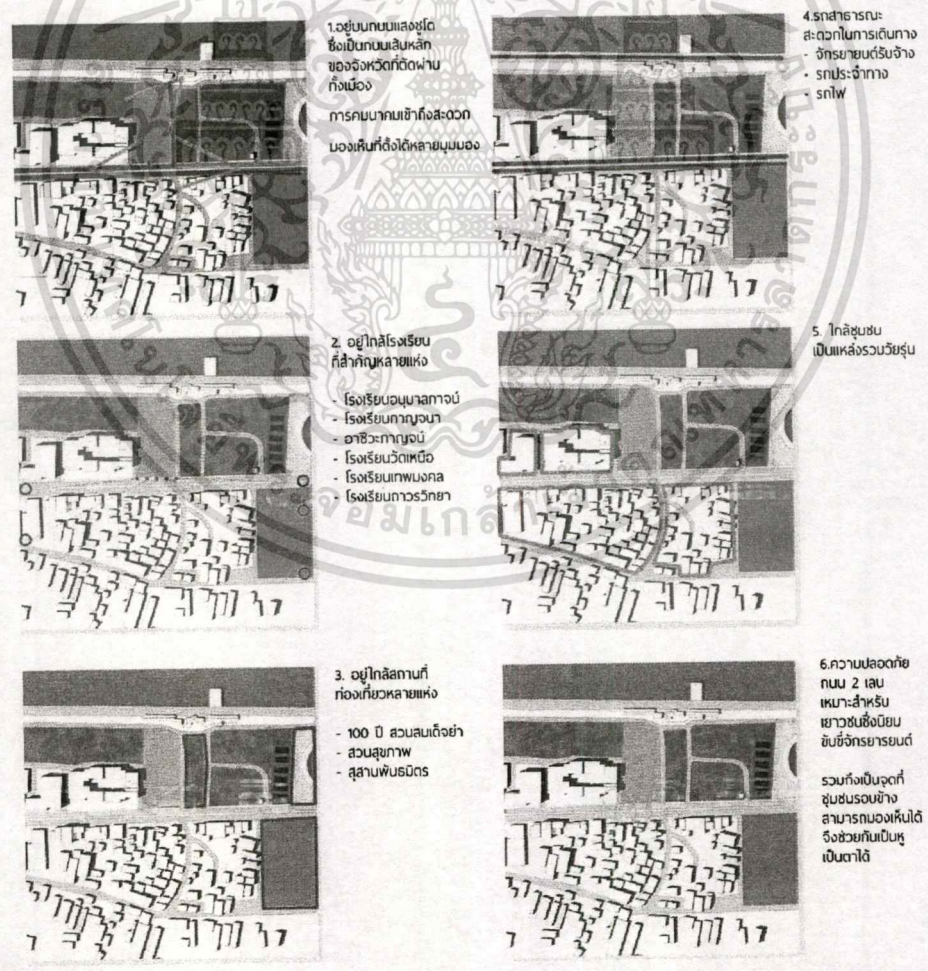 1.อยู่บนถนนแสงชูโต
ซึ่งเป็นถนนเส้นหลัก
ของจังหวัดที่ตัดผ่าน
ทั้งเมือง
การคมนาคมเข้าถึงสะดวก
มองเห็นที่ตั้งได้หลายมุมมอง
2. อยู่ใกล้โรงเรียน
ที่สำคัญหลายแห่ง
- โรงเรียนอนุบาลกาจน์
- โรงเรียนกาญจนา
- อาชีวะกาญจน์
- โรงเรียนวัดเหนือ
- โรงเรียนเทพมงคล
- โรงเรียนถาวรวิทยา
3. อยู่ใกล้สถานที่
ท่องเที่ยวหลายแห่ง
- 100 ปี สวนสมเด็จย่า
- สวนสุขภาพ
- สุสานพันธมิตร
4.รถสาธารณะ
สะดวกในการเดินทาง
- จักรยายนต์รับจ้าง
- รถประจำทาง
- รถไฟ
5. ใกล้ชุมชน
เป็นแหล่งรวมวัยรุ่น
6.ความปลอดภัย
ถนน 2 เลน
เหมาะสำหรับ
เยาวชนซึ่งนิยม
ขับขี่จักรยารยนต์
รวมถึงเป็นจุดที่
ชุมชนรอบข้าง
สามารถมองเห็นได้
จึงช่วยกันเป็นหู
เป็นตาได้